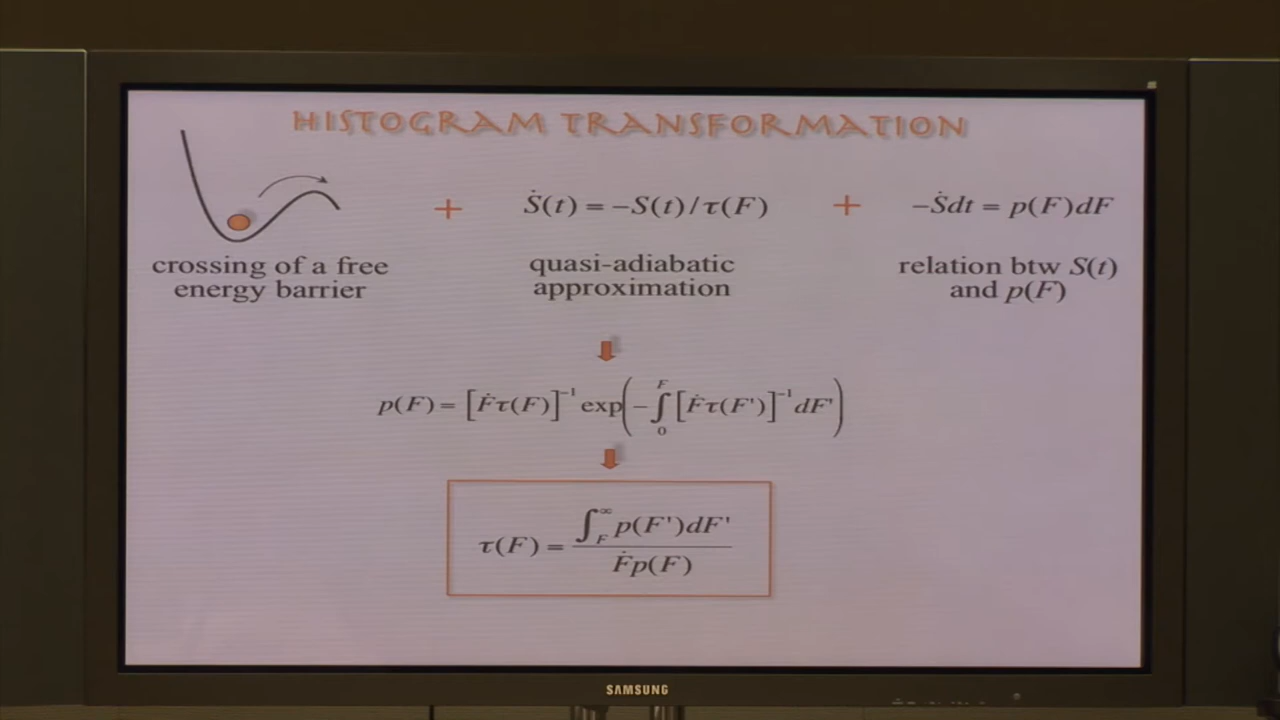 HISTOGRAM TRANSFORMATION
+ Ṡ(t) = −S(t)/τ(F) + −Ṡdt = p(F)dF
crossing of a free
energy barrier
quasi-adiabatic
approximation
relation btw S(t)
and p(F)
p(F) = [Ḟτ(F)]⁻¹ exp(−∫₀^F [Ḟτ(F')]⁻¹ dF')
τ(F) = ∫_F^∞ p(F')dF' / Ḟp(F)
SAMSUNG